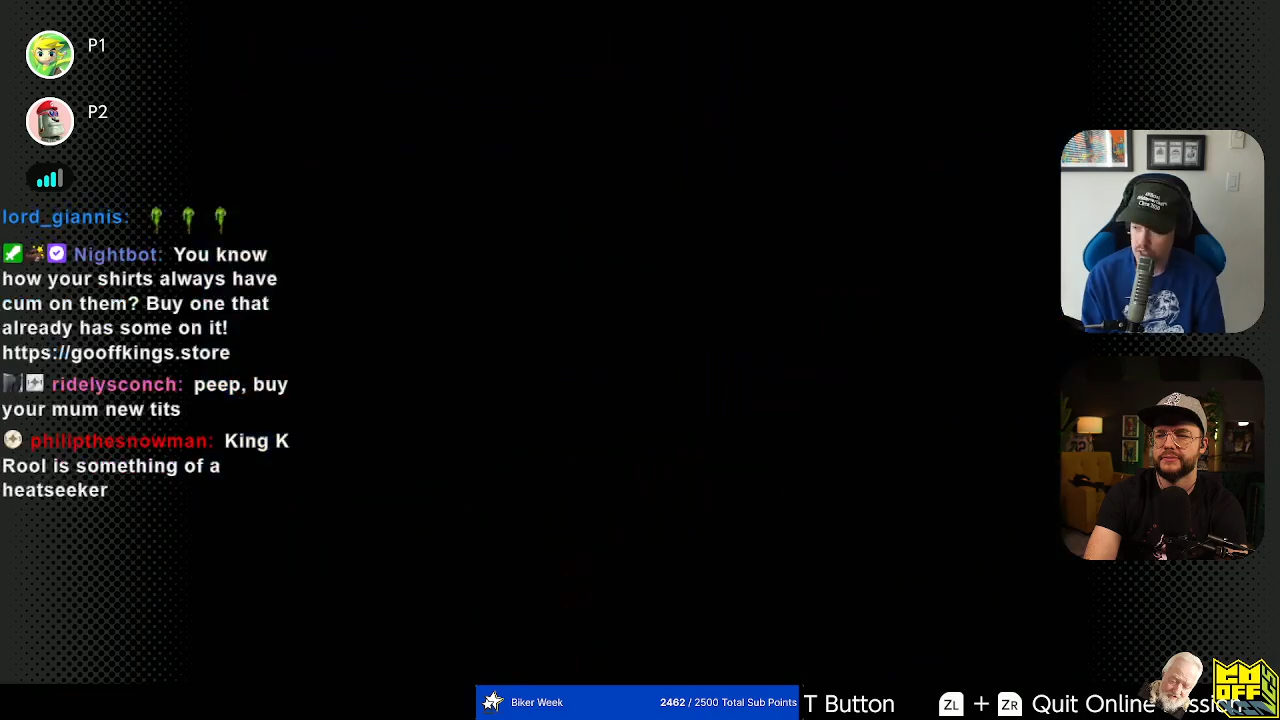 P1
P2
lord_giannis:
Nightbot: You know
how your shirts always have
cum on them? Buy one that
already has some on it!
https://gooffkings.store
ridelysconch: peep, buy
your mum new tits
philipthesnowman: King K
Rool is something of a
heatseeker
Biker Week 2462 / 2500 Total Sub Points
T Button ZL + ZR Quit Online
GO
OFF